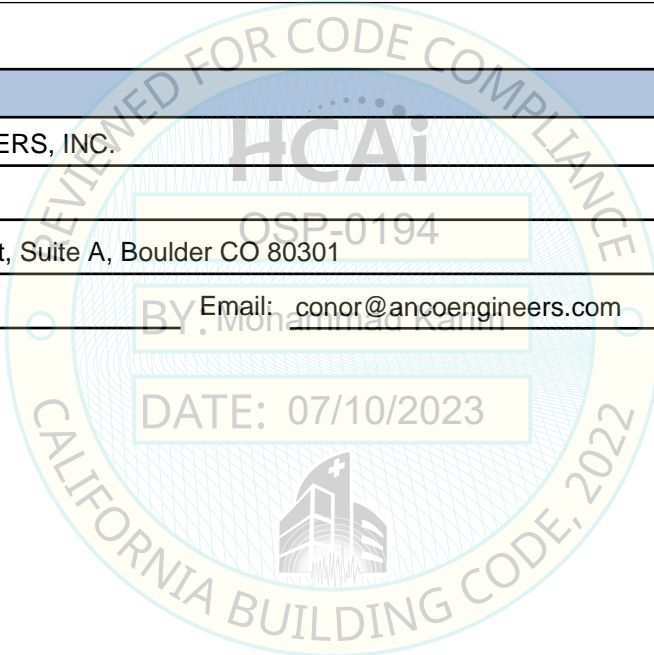 REVIEWED FOR CODE COMPLIANCE
HCAi
ERS, INC.
OSP-0194
t, Suite A, Boulder CO 80301
BY: Mohammad Karim
Email: conor@ancoengineers.com
DATE: 07/10/2023
CALIFORNIA BUILDING CODE, 2022